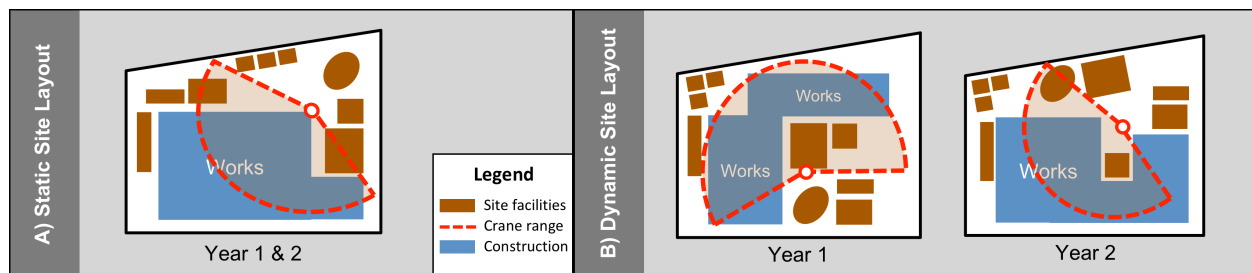 A) Static Site Layout
Works
Year 1 & 2
Legend
Site facilities
Crane range
Construction
B) Dynamic Site Layout
Works
Works
Year 1
Works
Year 2